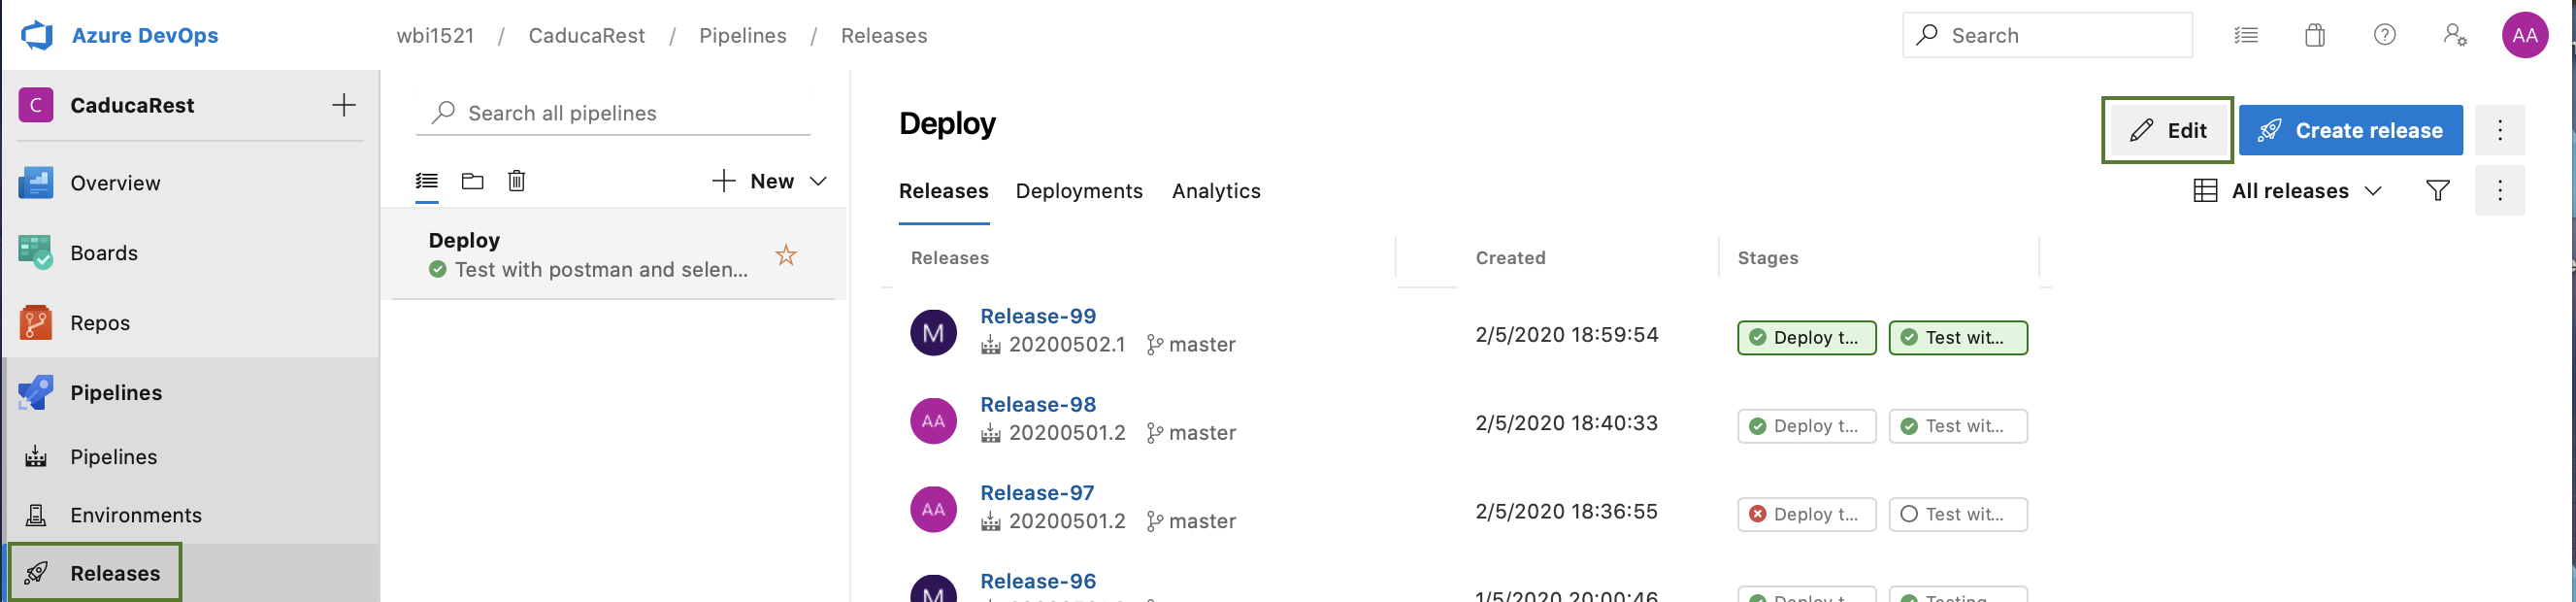 Azure DevOps
wbi1521 / CaducaRest / Pipelines / Releases
Search
AA
C CaducaRest
Overview
Boards
Repos
Pipelines
Pipelines
Environments
Releases
Search all pipelines
New
Deploy
Test with postman and selen...
Deploy
Edit
Create release
Releases Deployments Analytics
All releases
Releases Created Stages
M Release-99
20200502.1 master
2/5/2020 18:59:54
Deploy t... Test wit...
AA Release-98
20200501.2 master
2/5/2020 18:40:33
Deploy t... Test wit...
AA Release-97
20200501.2 master
2/5/2020 18:36:55
Deploy t... Test wit...
M Release-96
1/5/2020 20:00:46
Deploy t... Testing